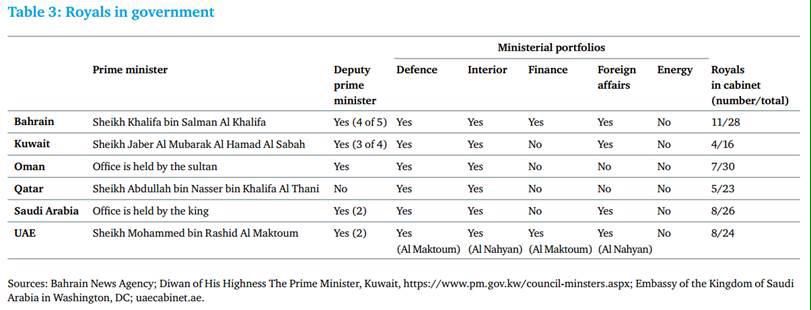 Table 3: Royals in government
Ministerial portfolios
Prime minister Deputy prime minister Defence Interior Finance Foreign affairs Energy Royals in cabinet (number/total)
Bahrain Sheikh Khalifa bin Salman Al Khalifa Yes (4 of 5) Yes Yes Yes Yes No 11/28
Kuwait Sheikh Jaber Al Mubarak Al Hamad Al Sabah Yes (3 of 4) Yes Yes No Yes No 4/16
Oman Office is held by the sultan Yes Yes Yes No No No 7/30
Qatar Sheikh Abdullah bin Nasser bin Khalifa Al Thani No Yes Yes No No No 5/23
Saudi Arabia Office is held by the king Yes (2) Yes Yes No Yes No 8/26
UAE Sheikh Mohammed bin Rashid Al Maktoum Yes (2) Yes Yes Yes Yes No 8/24
(Al Maktoum) (Al Nahyan) (Al Maktoum) (Al Nahyan)
Sources: Bahrain News Agency; Diwan of His Highness The Prime Minister, Kuwait, https://www.pm.gov.kw/council-minsters.aspx; Embassy of the Kingdom of Saudi
Arabia in Washington, DC; uaecabinet.ae.